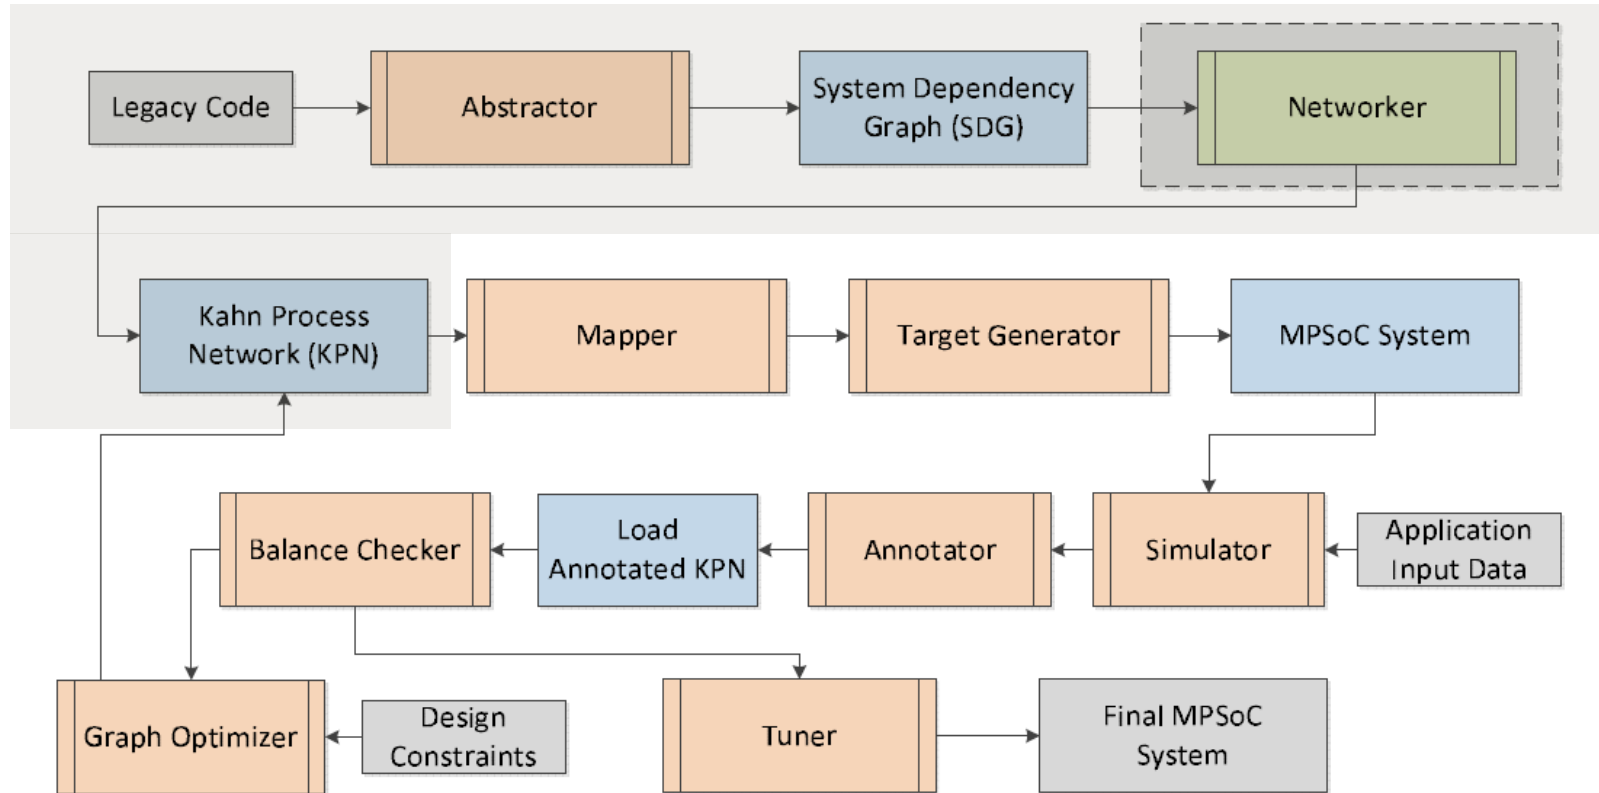 Legacy Code
Abstractor
System Dependency
Graph (SDG)
Networker
Kahn Process
Network (KPN)
Mapper
Target Generator
MPSoC System
Balance Checker
Load
Annotated KPN
Annotator
Simulator
Application
Input Data
Graph Optimizer
Design
Constraints
Tuner
Final MPSoC
System